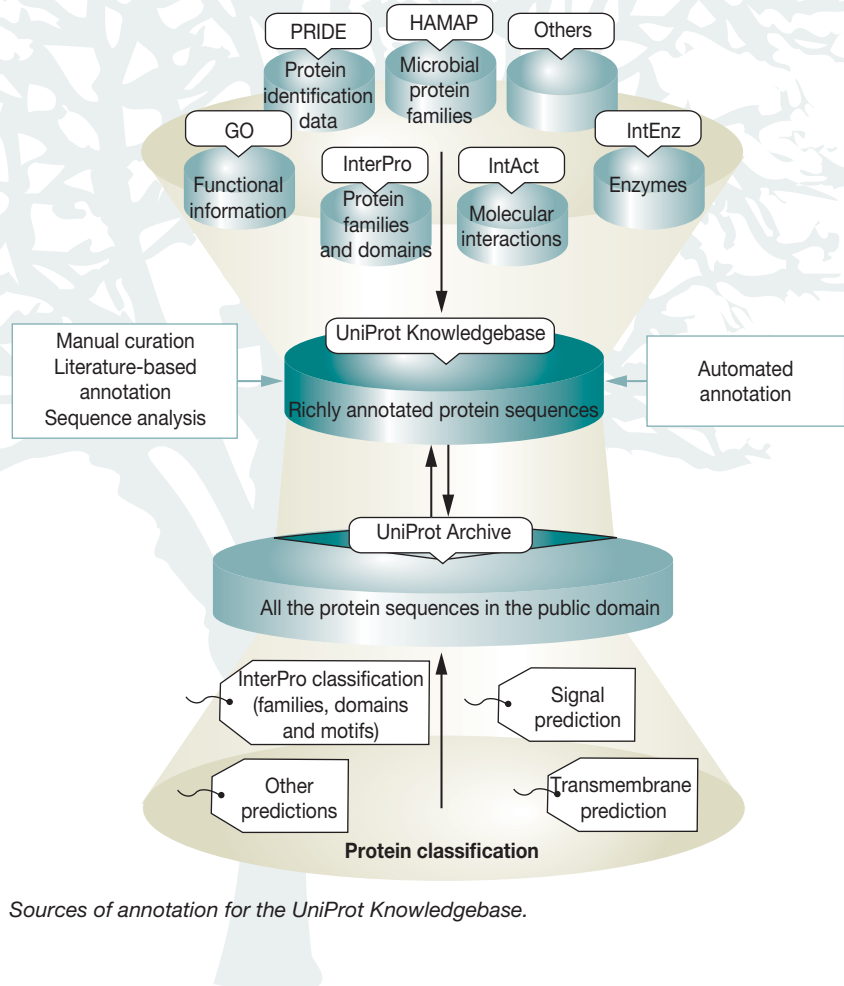 PRIDE
Protein
identification
data
HAMAP
Microbial
protein
families
Others
GO
Functional
information
InterPro
Protein
families
and domains
IntAct
Molecular
interactions
IntEnz
Enzymes
UniProt Knowledgebase
Richly annotated protein sequences
Manual curation
Literature-based
annotation
Sequence analysis
Automated
annotation
UniProt Archive
All the protein sequences in the public domain
InterPro classification
(families, domains
and motifs)
Signal
prediction
Other
predictions
Transmembrane
prediction
Protein classification
Sources of annotation for the UniProt Knowledgebase.